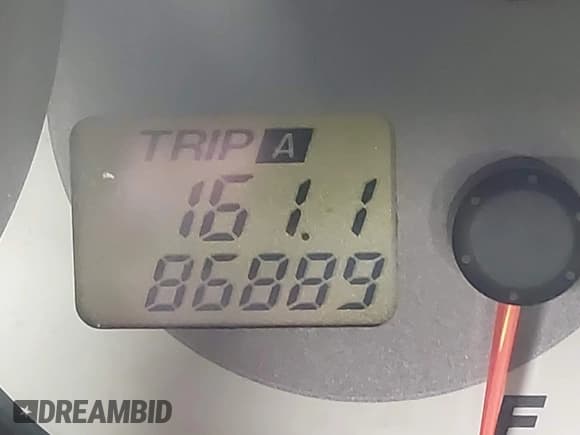 TRIP A
161.1
86889
E
DREAMBID